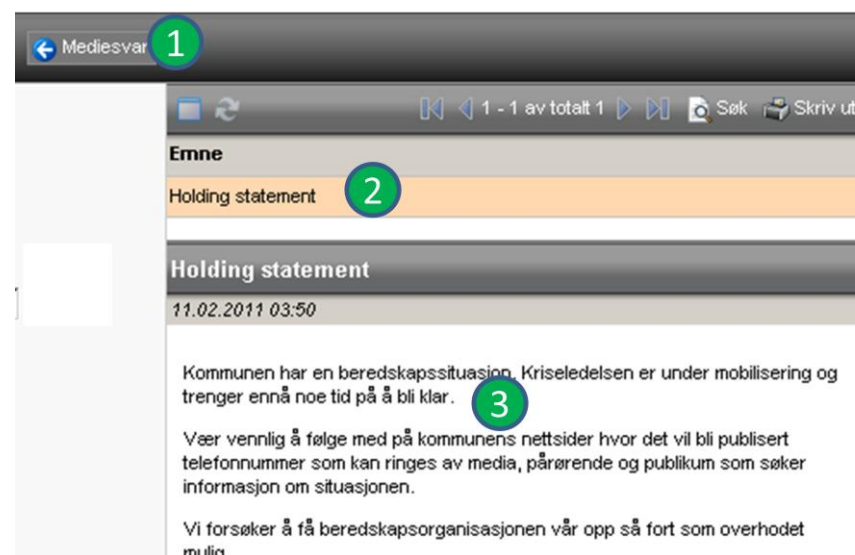 Mediesvar 1
1 - 1 av totalt 1 Søk Skriv ut
Emne
Holding statement 2
Holding statement
11.02.2011 03:50
Kommunen har en beredskapssituasjon. Kriseledelsen er under mobilisering og
trenger ennå noe tid på å bli klar. 3
Vær vennlig å følge med på kommunens nettsider hvor det vil bli publisert
telefonnummer som kan ringes av media, pårørende og publikum som søker
informasjon om situasjonen.
Vi forsøker å få beredskapsorganisasjonen vår opp så fort som overhodet
mulig